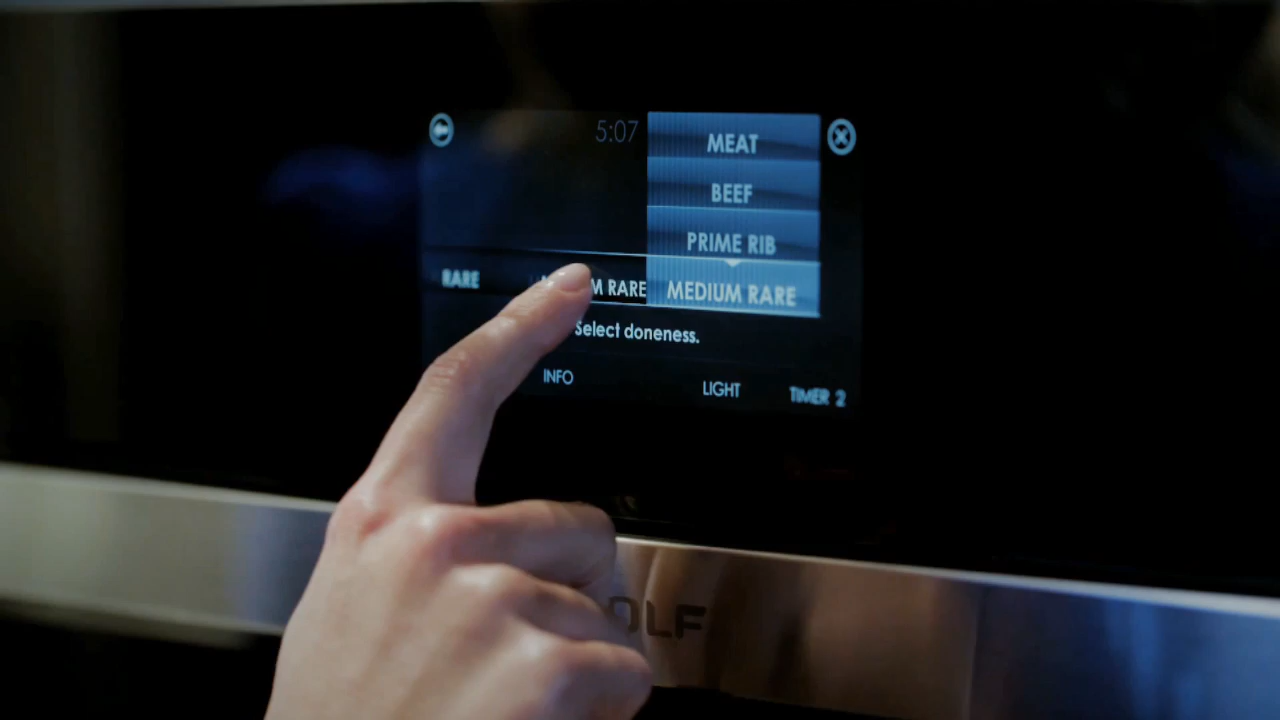 5:07
MEAT
BEEF
PRIME RIB
RARE
M RARE
MEDIUM RARE
Select doneness.
INFO
LIGHT
TIMER 2
OLF